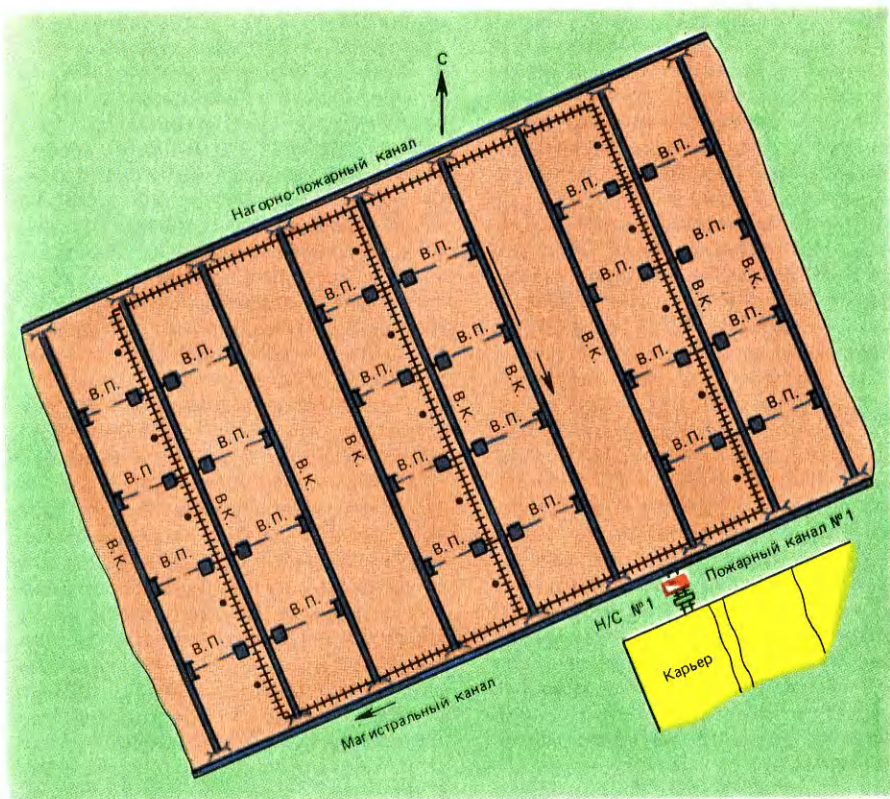 С
Нагорно-пожарный канал
В.П.
В.П.
В.П.
В.П.
В.П.
В.К.
В.П.
В.К.
В.П.
В.П.
В.К.
В.П.
В.П.
В.П.
В.К.
В.П.
В.П.
В.П.
В.К.
В.П.
В.П.
В.К.
В.П.
В.П
В.К.
В.П.
В.К.
В.П.
В.П.
В.К.
В.П.
В.П.
В.П.
Пожарный канал №1
Н/С №1
Карьер
Магистральный канал